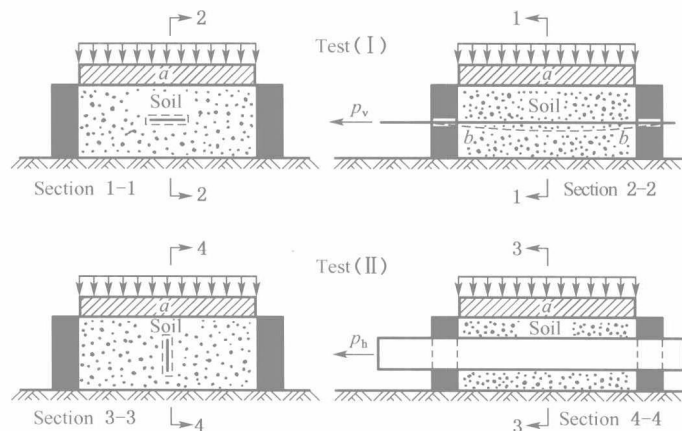 2
Test(Ⅰ)
1
a
a
Soil
Soil
p_v
b
b
Section 1-1
2
1
Section 2-2
4
Test(Ⅱ)
3
a
a
Soil
Soil
p_h
Section 3-3
4
3
Section 4-4